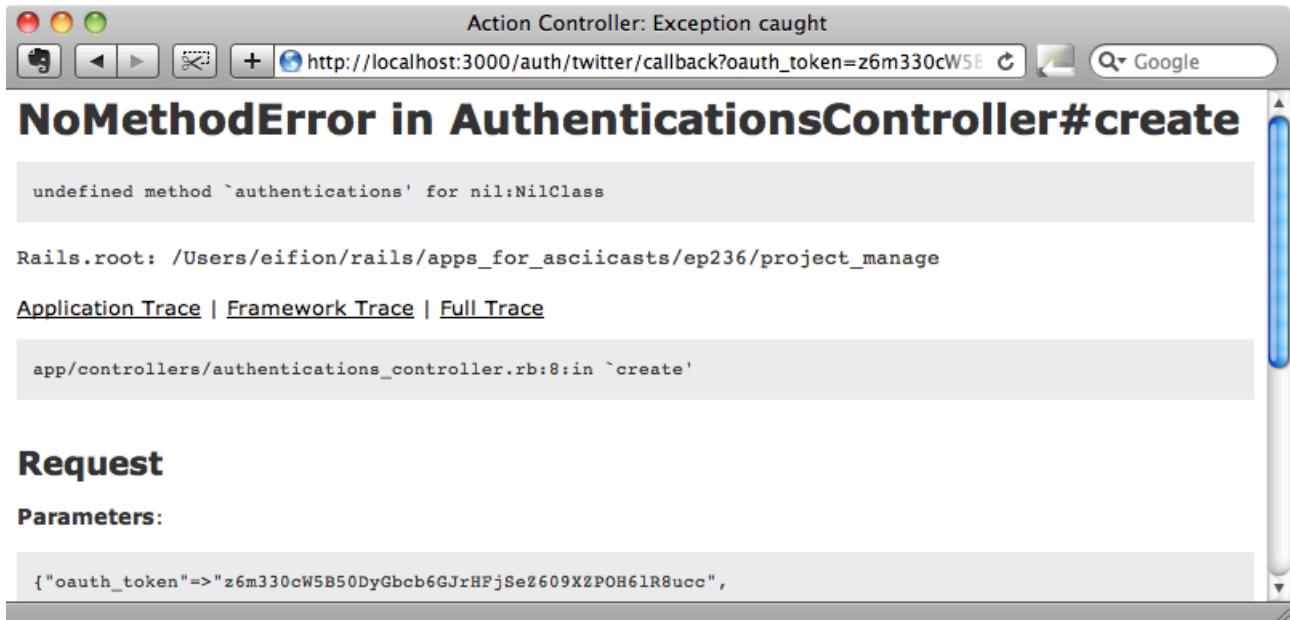 Action Controller: Exception caught
http://localhost:3000/auth/twitter/callback?oauth_token=z6m330cW5B
Google
NoMethodError in AuthenticationsController#create
undefined method `authentications' for nil:NilClass
Rails.root: /Users/eifion/rails/apps_for_asciicasts/ep236/project_manage
Application Trace | Framework Trace | Full Trace
app/controllers/authentications_controller.rb:8:in `create'
Request
Parameters:
{"oauth_token"=>"z6m330cW5B50DyGbcb6GJrHFjSeZ609XZPOH6lR8ucc",